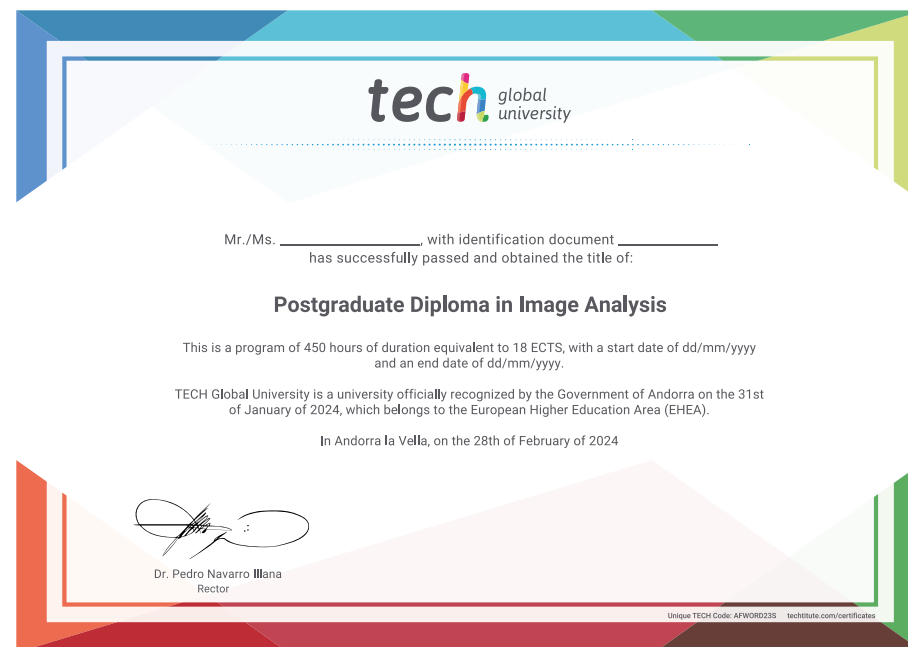 tech global university
Mr./Ms. ____________________, with identification document ______________
has successfully passed and obtained the title of:
Postgraduate Diploma in Image Analysis
This is a program of 450 hours of duration equivalent to 18 ECTS, with a start date of dd/mm/yyyy
and an end date of dd/mm/yyyy.
TECH Global University is a university officially recognized by the Government of Andorra on the 31st
of January of 2024, which belongs to the European Higher Education Area (EHEA).
In Andorra la Vella, on the 28th of February of 2024
Dr. Pedro Navarro Illana
Rector
Unique TECH Code: AFWORD23S techtitute.com/certificates